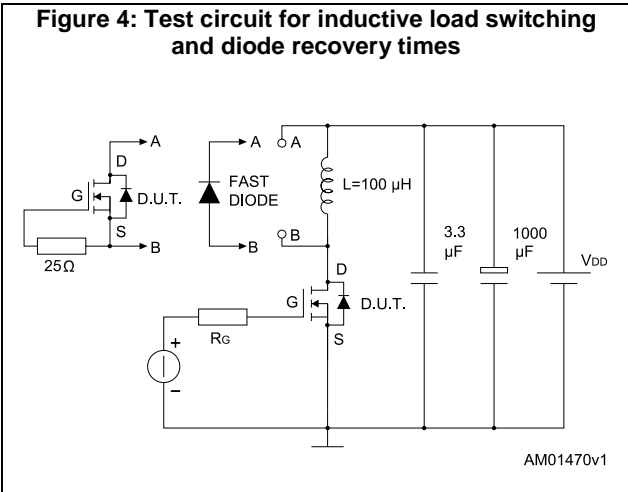 Figure 4: Test circuit for inductive load switching
and diode recovery times
A
D
G
D.U.T.
S
B
25Ω
A
FAST
DIODE
B
A
L=100 µH
B
D
G
D.U.T.
S
RG
+
−
3.3
µF
1000
µF
VDD
AM01470v1